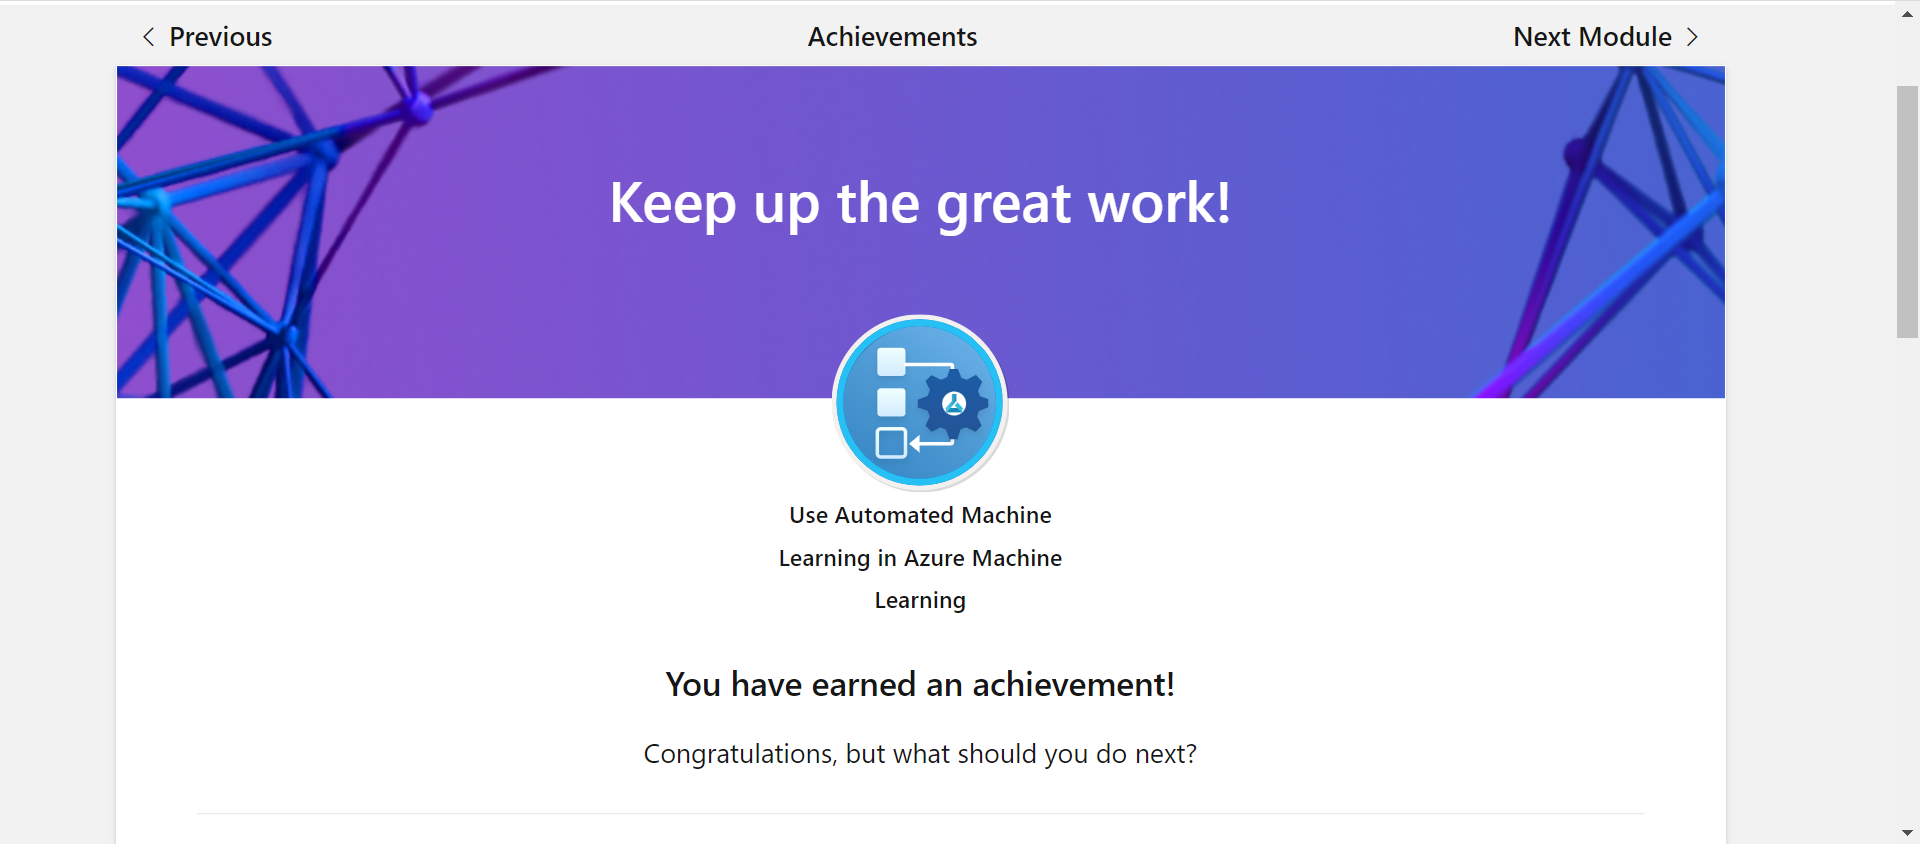 Previous
Achievements
Next Module
Keep up the great work!
Use Automated Machine
Learning in Azure Machine
Learning
You have earned an achievement!
Congratulations, but what should you do next?